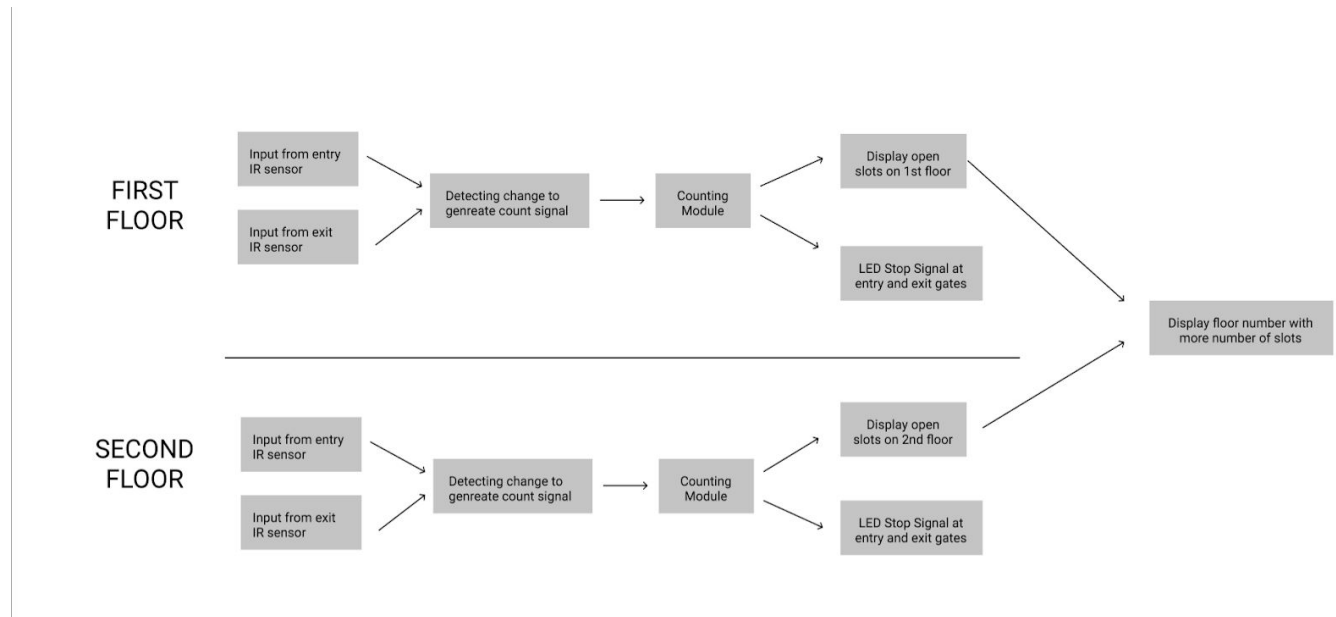 FIRST
FLOOR
Input from entry
IR sensor
Input from exit
IR sensor
Detecting change to
genreate count signal
Counting
Module
Display open
slots on 1st floor
LED Stop Signal at
entry and exit gates
Display floor number with
more number of slots
SECOND
FLOOR
Input from entry
IR sensor
Input from exit
IR sensor
Detecting change to
genreate count signal
Counting
Module
Display open
slots on 2nd floor
LED Stop Signal at
entry and exit gates